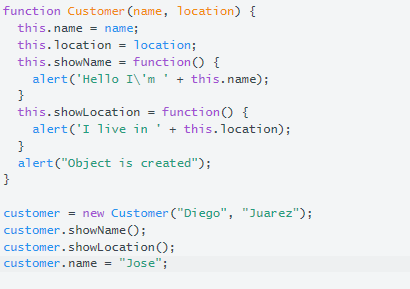 function Customer(name, location) {
  this.name = name;
  this.location = location;
  this.showName = function() {
    alert('Hello I\'m ' + this.name);
  }
  this.showLocation = function() {
    alert('I live in ' + this.location);
  }
  alert("Object is created");
}

customer = new Customer("Diego", "Juarez");
customer.showName();
customer.showLocation();
customer.name = "Jose";